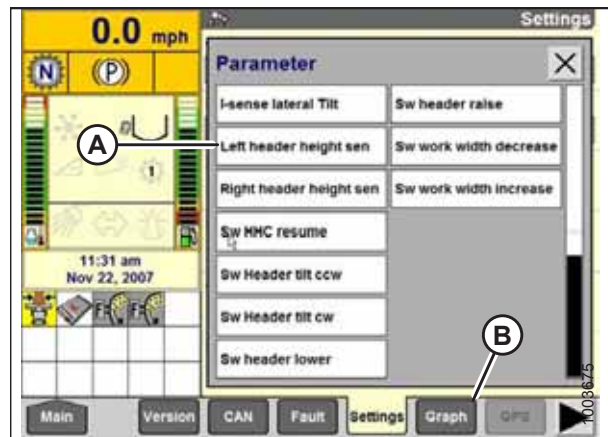 0.0 mph
Settings
N
(P)
A
D
1
11:31 am
Nov 22, 2007
F
F
Parameter
X
I-sense lateral Tilt
Sw header raise
Left header height sen
Sw work width decrease
Right header height sen
Sw work width increase
Sw HHC resume
Sw Header tilt ccw
Sw Header tilt cw
Sw header lower
B
Main
Version
CAN
Fault
Settings
Graph
GPS
1003675